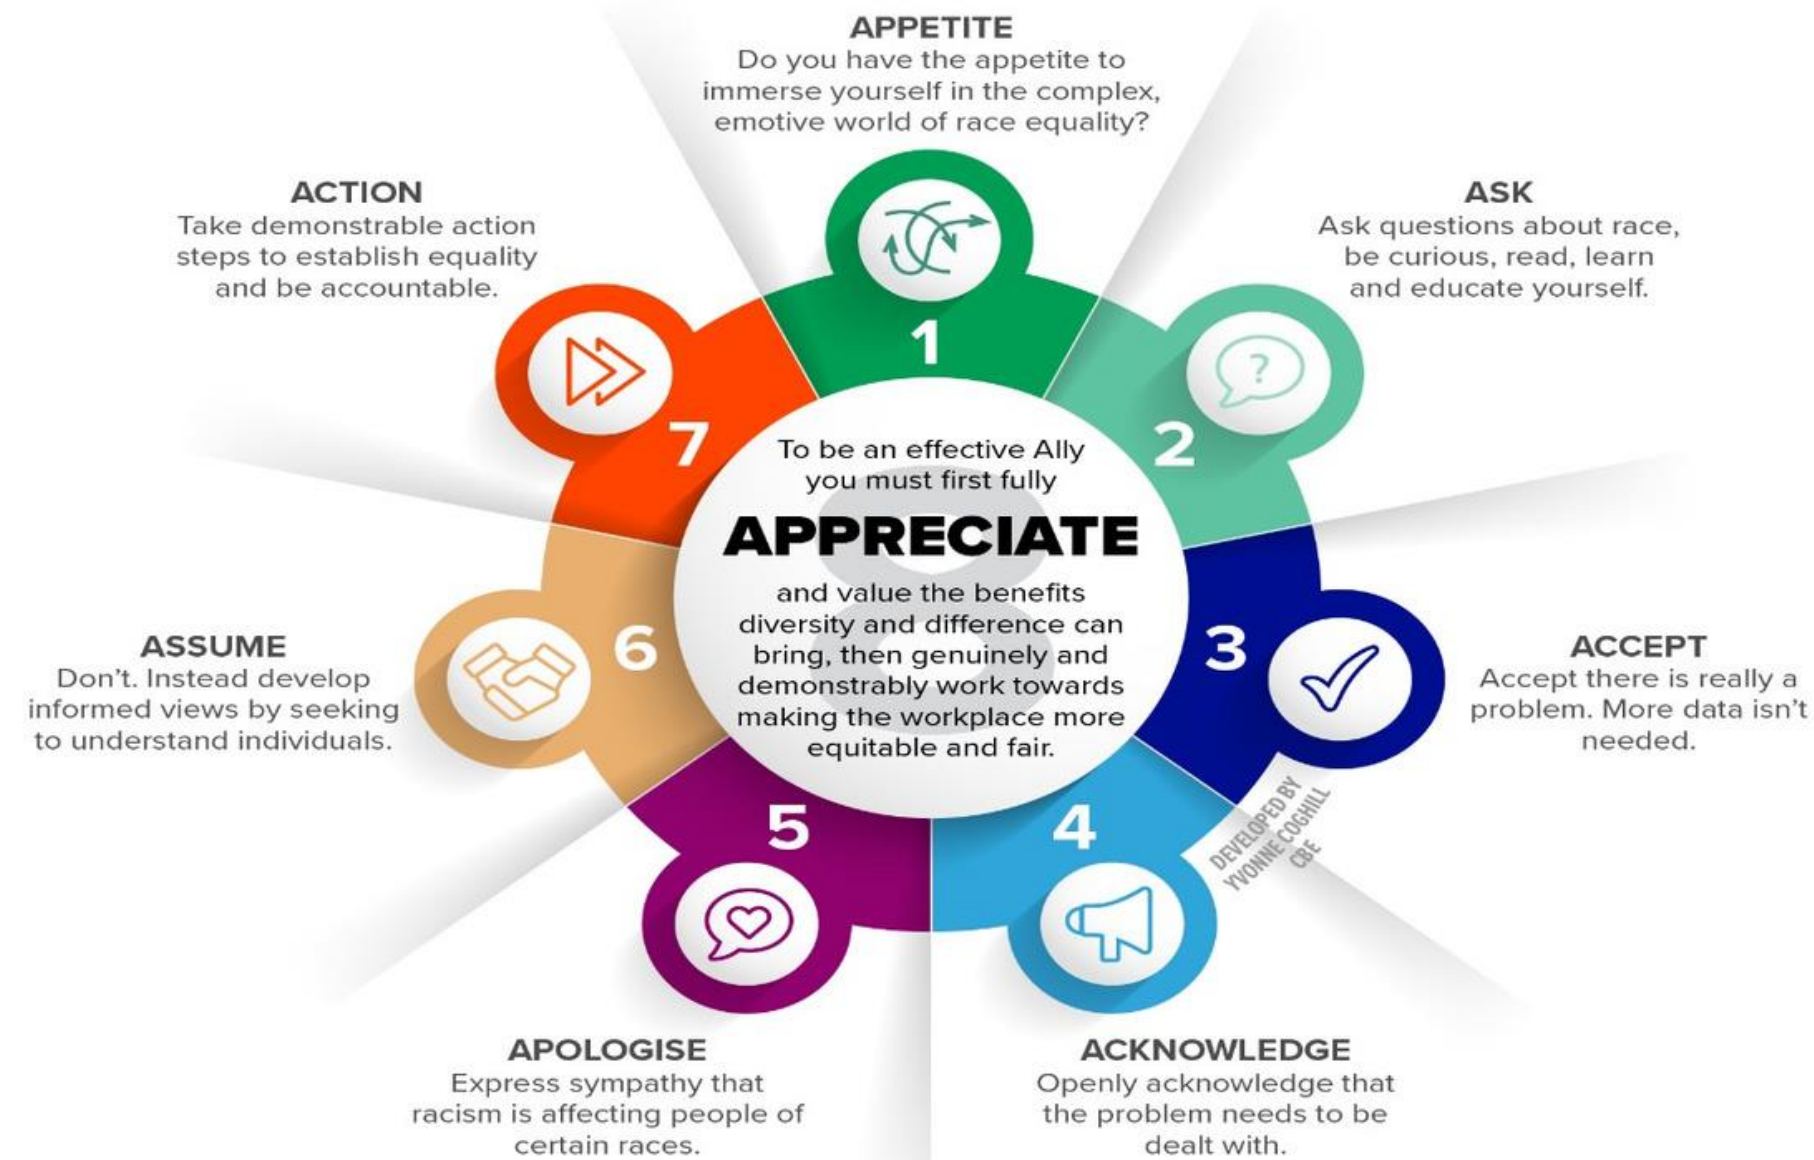 APPETITE
Do you have the appetite to
immerse yourself in the complex,
emotive world of race equality?
1
ASK
Ask questions about race,
be curious, read, learn
and educate yourself.
?
2
ACCEPT
Accept there is really a
problem. More data isn't
needed.
3
ACKNOWLEDGE
Openly acknowledge that
the problem needs to be
dealt with.
4
APOLOGISE
Express sympathy that
racism is affecting people of
certain races.
5
ASSUME
Don't. Instead develop
informed views by seeking
to understand individuals.
6
ACTION
Take demonstrable action
steps to establish equality
and be accountable.
7
8
To be an effective Ally
you must first fully
APPRECIATE
and value the benefits
diversity and difference can
bring, then genuinely and
demonstrably work towards
making the workplace more
equitable and fair.
DEVELOPED BY
YVONNE COGHILL
CBE